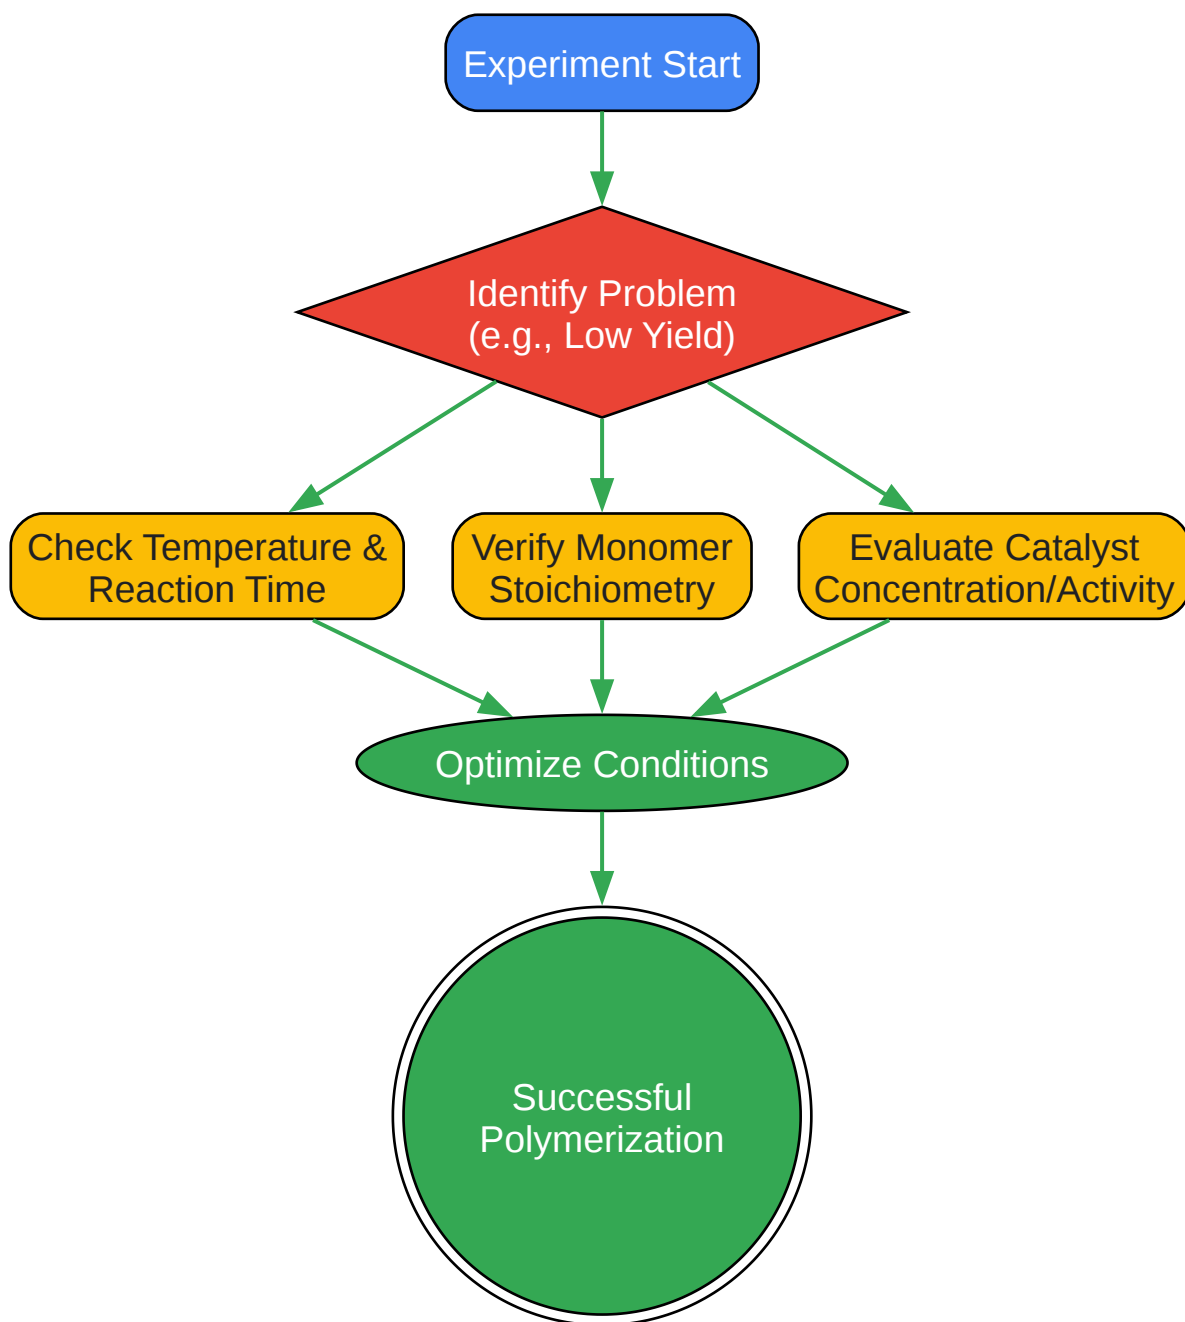 Experiment Start
Identify Problem
(e.g., Low Yield)
Check Temperature &
Reaction Time
Verify Monomer
Stoichiometry
Evaluate Catalyst
Concentration/Activity
Optimize Conditions
Successful
Polymerization